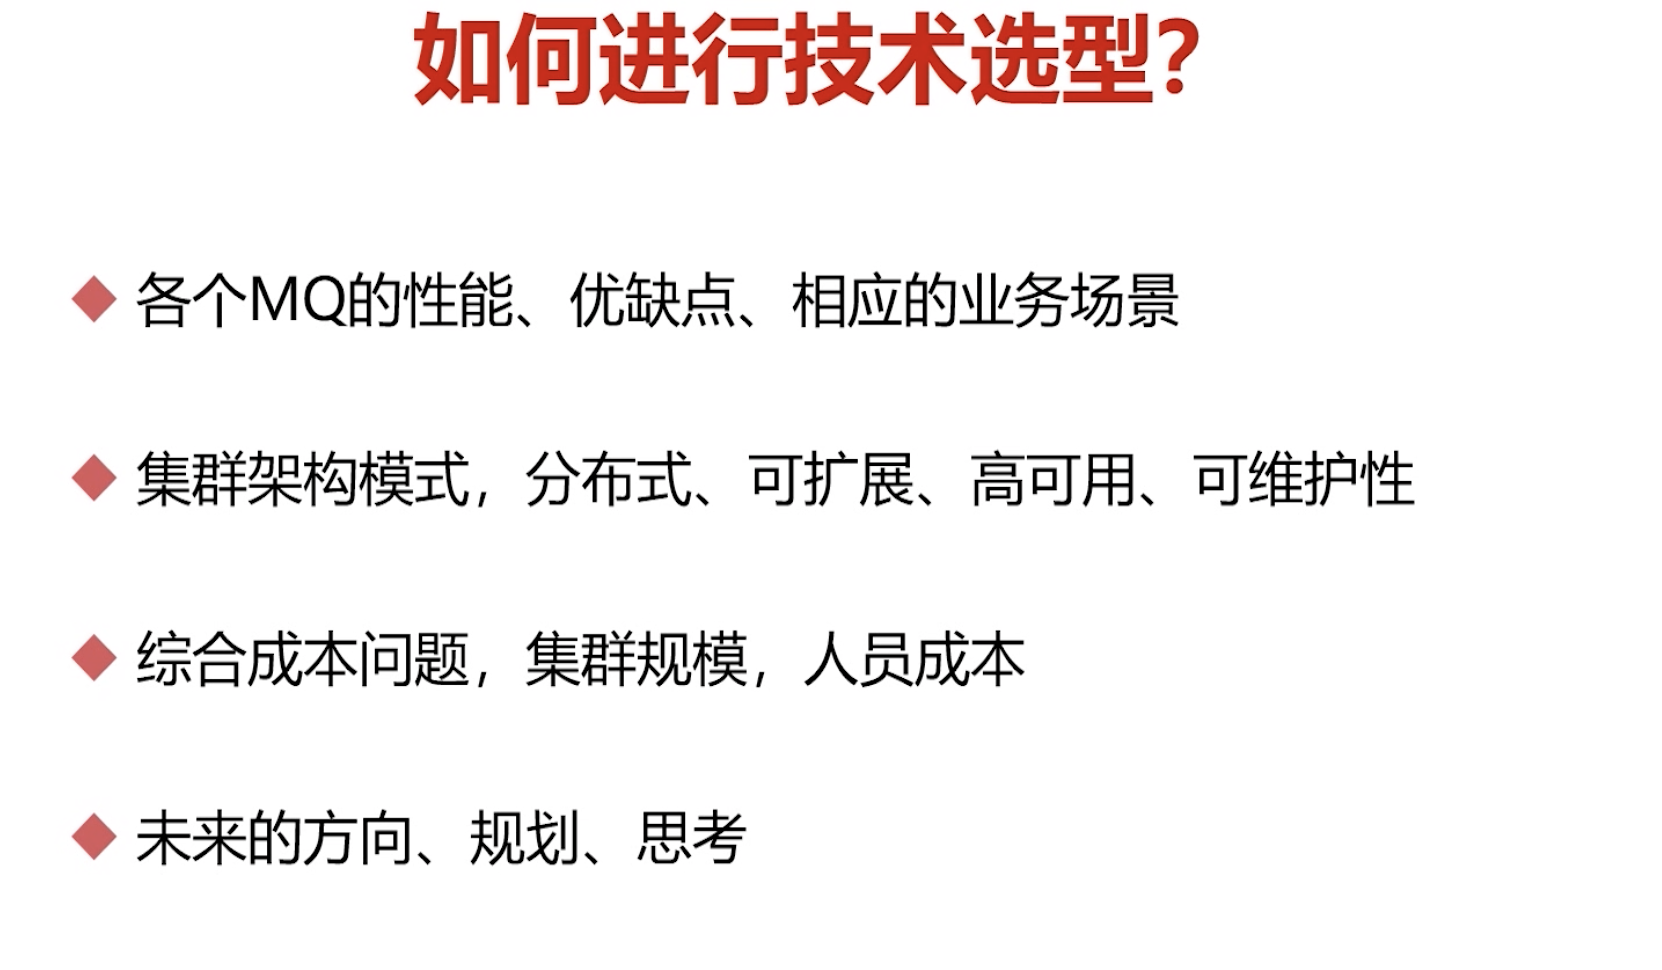 如何进行技术选型?
各个MQ的性能、优缺点、相应的业务场景
集群架构模式，分布式、可扩展、高可用、可维护性
综合成本问题，集群规模，人员成本
未来的方向、规划、思考